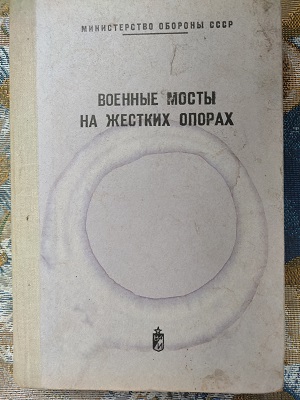 МИНИСТЕРСТВО ОБОРОНЫ СССР
ВОЕННЫЕ МОСТЫ
НА ЖЕСТКИХ ОПОРАХ